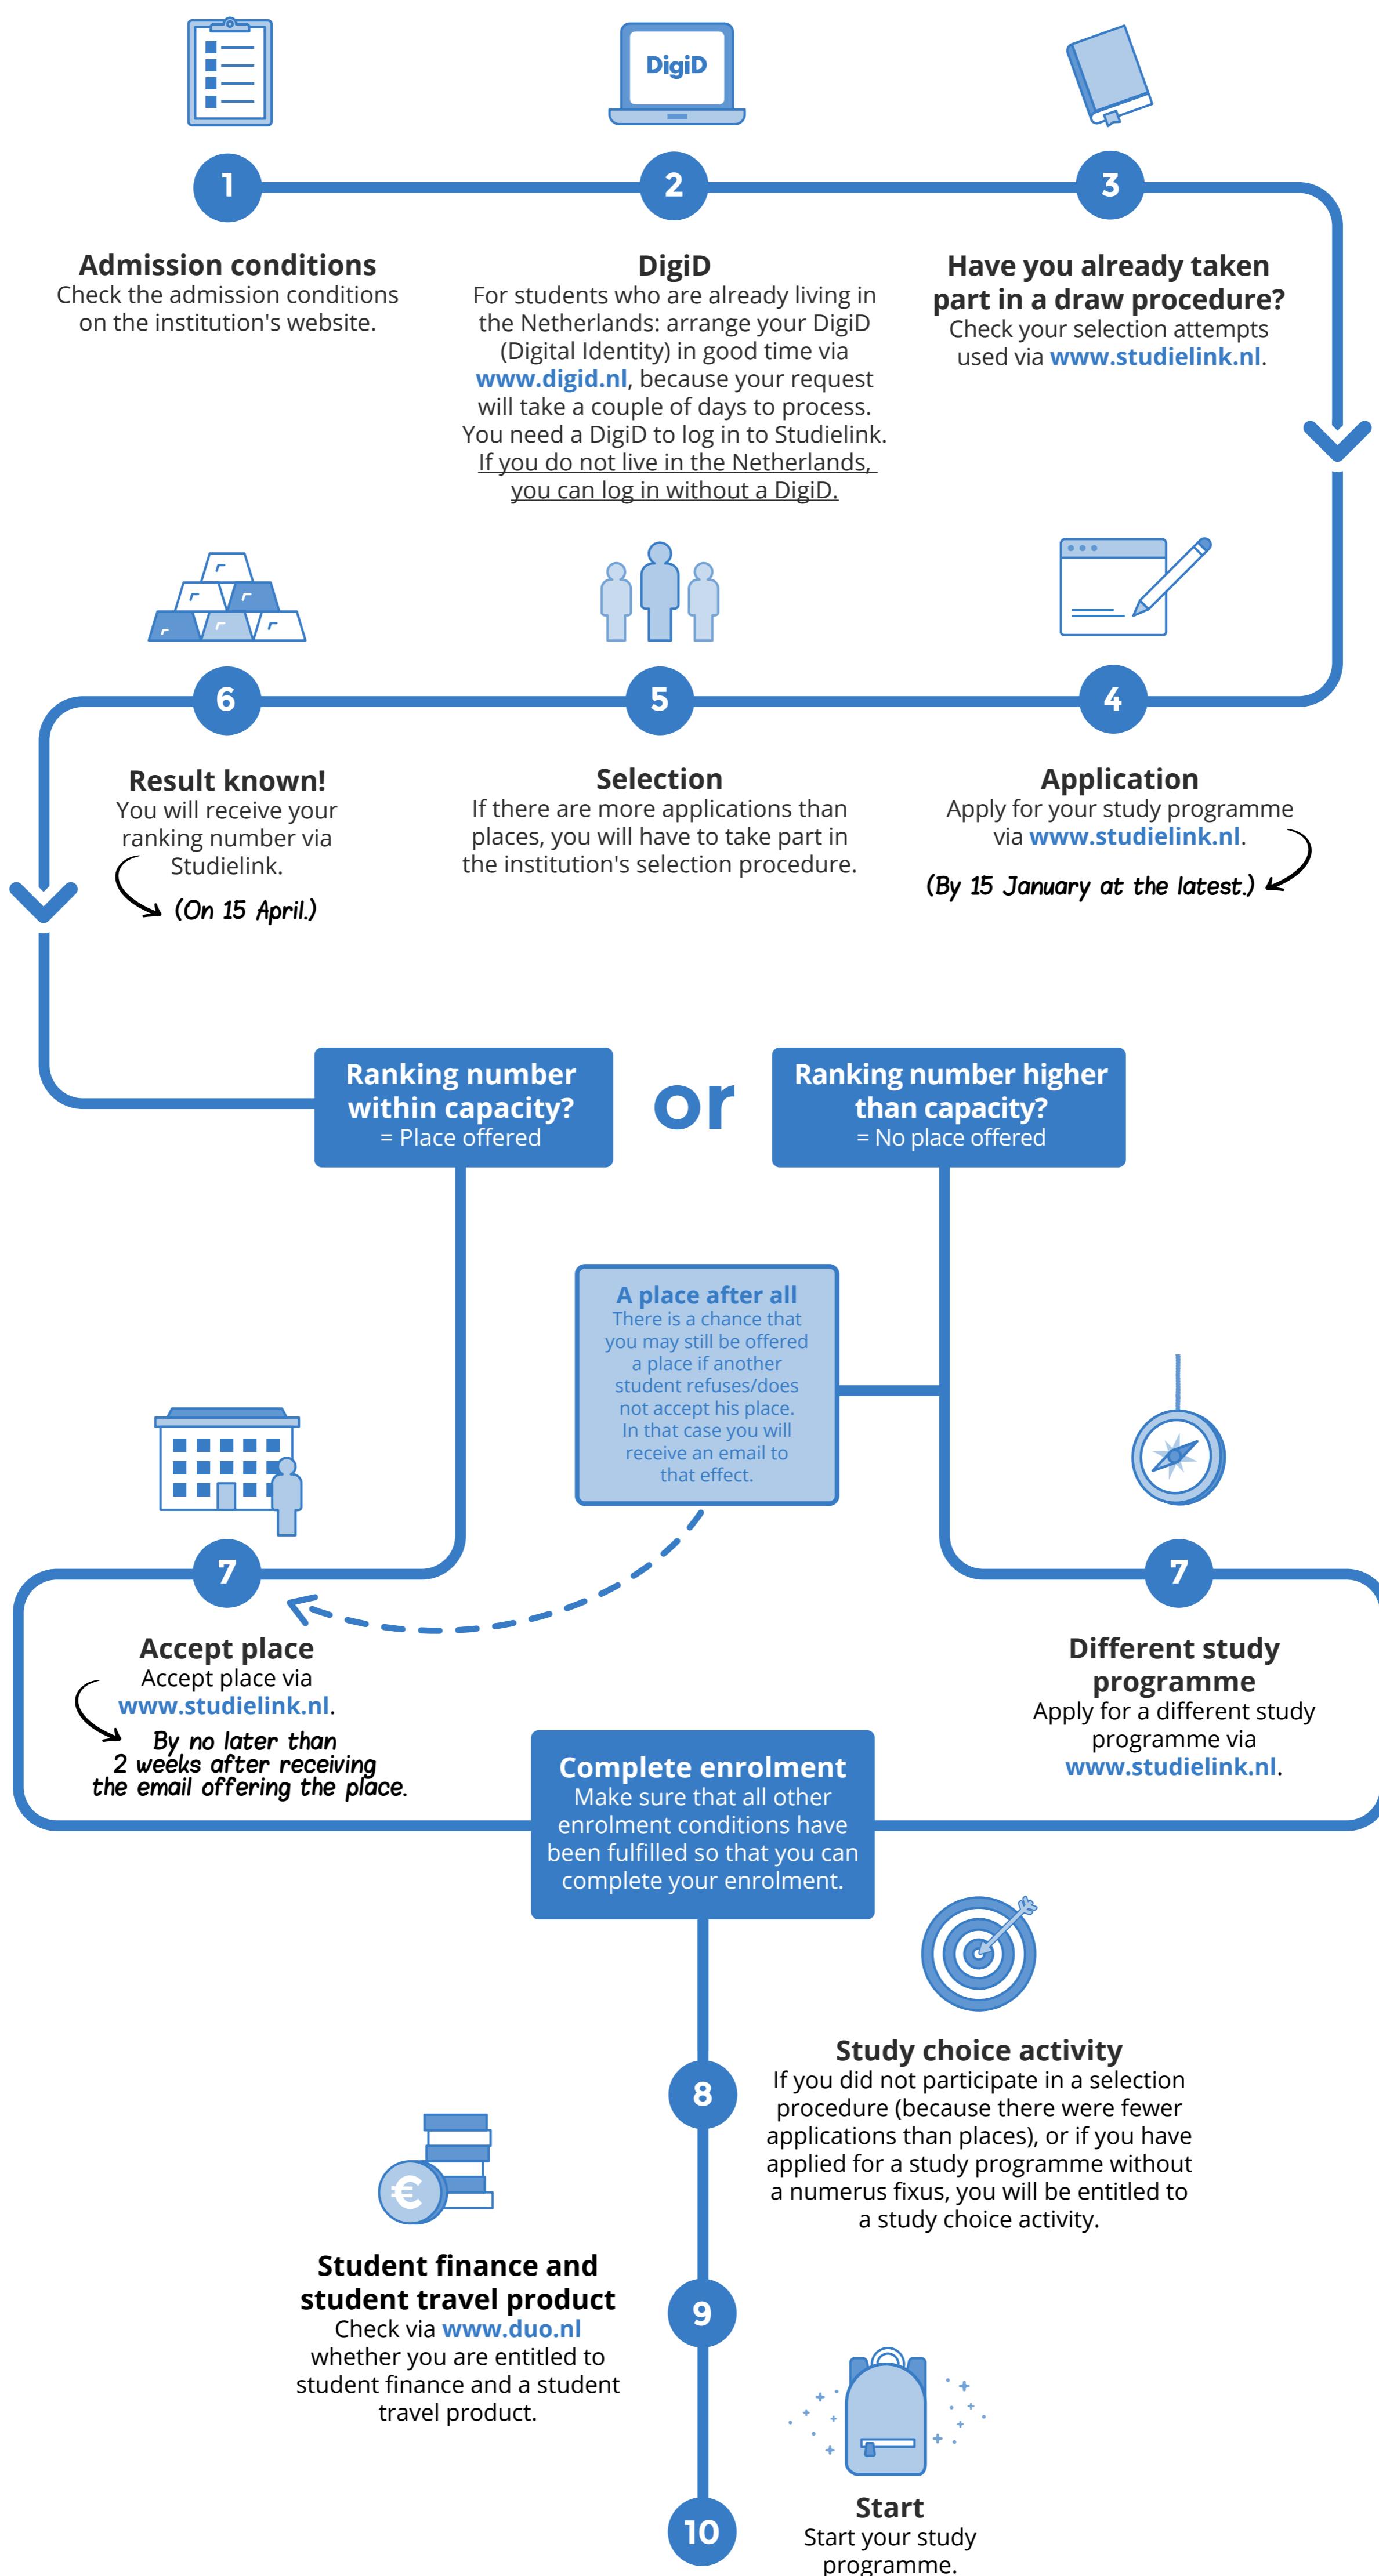 DigiD
1
2
3
Admission conditions
Check the admission conditions
on the institution's website.
DigiD
For students who are already living in
the Netherlands: arrange your DigiD
(Digital Identity) in good time via
www.digid.nl, because your request
will take a couple of days to process.
You need a DigiD to log in to Studielink.
If you do not live in the Netherlands,
you can log in without a DigiD.
Have you already taken
part in a draw procedure?
Check your selection attempts
used via www.studielink.nl.
4
Application
Apply for your study programme
via www.studielink.nl.
(By 15 January at the latest.)
5
Selection
If there are more applications than
places, you will have to take part in
the institution's selection procedure.
6
Result known!
You will receive your
ranking number via
Studielink.
(On 15 April.)
Ranking number
within capacity?
= Place offered
or
Ranking number higher
than capacity?
= No place offered
A place after all
There is a chance that
you may still be offered
a place if another
student refuses/does
not accept his place.
In that case you will
receive an email to
that effect.
7
Accept place
Accept place via
www.studielink.nl.
By no later than
2 weeks after receiving
the email offering the place.
7
Different study
programme
Apply for a different study
programme via
www.studielink.nl.
Complete enrolment
Make sure that all other
enrolment conditions have
been fulfilled so that you can
complete your enrolment.
8
Study choice activity
If you did not participate in a selection
procedure (because there were fewer
applications than places), or if you have
applied for a study programme without
a numerus fixus, you will be entitled to
a study choice activity.
€
9
Student finance and
student travel product
Check via www.duo.nl
whether you are entitled to
student finance and a student
travel product.
10
Start
Start your study
programme.